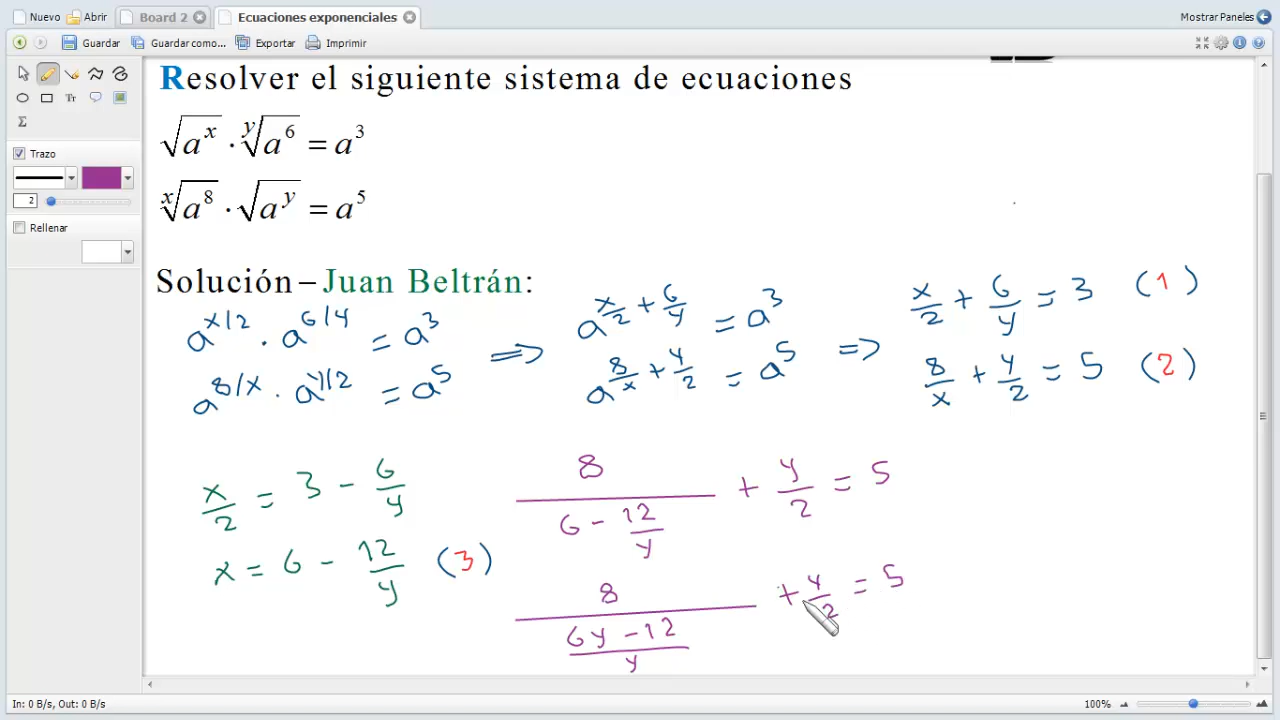 Nuevo Abrir Board 2 Ecuaciones exponenciales Mostrar Paneles
Guardar Guardar como... Exportar Imprimir
Resolver el siguiente sistema de ecuaciones
√(a^x) · ʸ√(a^6) = a^3
ˣ√(a^8) · √(a^y) = a^5
Solución – Juan Beltrán:
a^(x/2) · a^(6/y) = a^3 ⟹ a^(x/2 + 6/y) = a^3 ⟹ x/2 + 6/y = 3 (1)
a^(8/x) · a^(y/2) = a^5 a^(8/x + y/2) = a^5 8/x + y/2 = 5 (2)
x/2 = 3 - 6/y
x = 6 - 12/y (3)
8/(6 - 12/y) + y/2 = 5
8/((6y - 12)/y) + y/2 = 5
Tr
Σ
Trazo
2
Rellenar
In: 0 B/s, Out: 0 B/s 100%